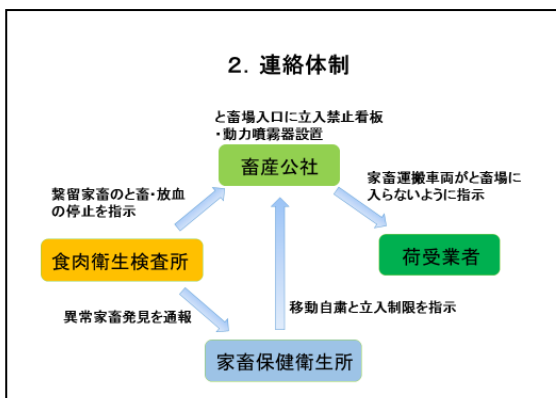 2．連絡体制
と畜場入口に立入禁止看板
・動力噴霧器設置
畜産公社
繋留家畜のと畜・放血
の停止を指示
家畜運搬車両がと畜場に
入らないように指示
食肉衛生検査所
荷受業者
異常家畜発見を通報
移動自粛と立入制限を指示
家畜保健衛生所